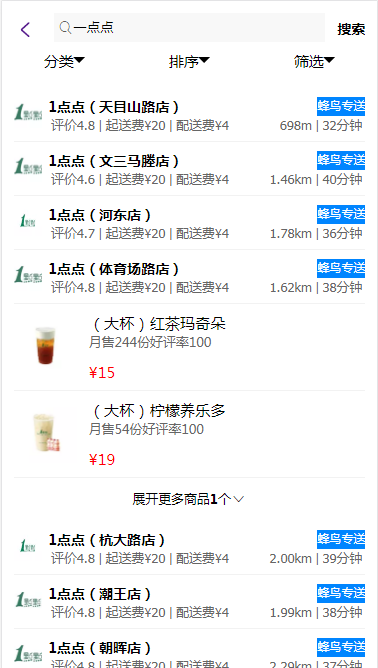 一点点 搜索
分类 排序 筛选
1点点（天目山路店） 蜂鸟专送
评价4.8 | 起送费¥20 | 配送费¥4 698m | 32分钟
1点点（文三马塍店） 蜂鸟专送
评价4.6 | 起送费¥20 | 配送费¥4 1.46km | 40分钟
1点点（河东店） 蜂鸟专送
评价4.7 | 起送费¥20 | 配送费¥4 1.78km | 36分钟
1点点（体育场路店） 蜂鸟专送
评价4.8 | 起送费¥20 | 配送费¥4 1.62km | 38分钟
（大杯）红茶玛奇朵
月售244份好评率100
¥15
（大杯）柠檬养乐多
月售54份好评率100
¥19
展开更多商品1个
1点点（杭大路店） 蜂鸟专送
评价4.8 | 起送费¥20 | 配送费¥4 2.00km | 39分钟
1点点（潮王店） 蜂鸟专送
评价4.8 | 起送费¥20 | 配送费¥4 1.99km | 38分钟
1点点（朝晖店） 蜂鸟专送
评价4.8 | 起送费¥20 | 配送费¥4 2.29km | 37分钟